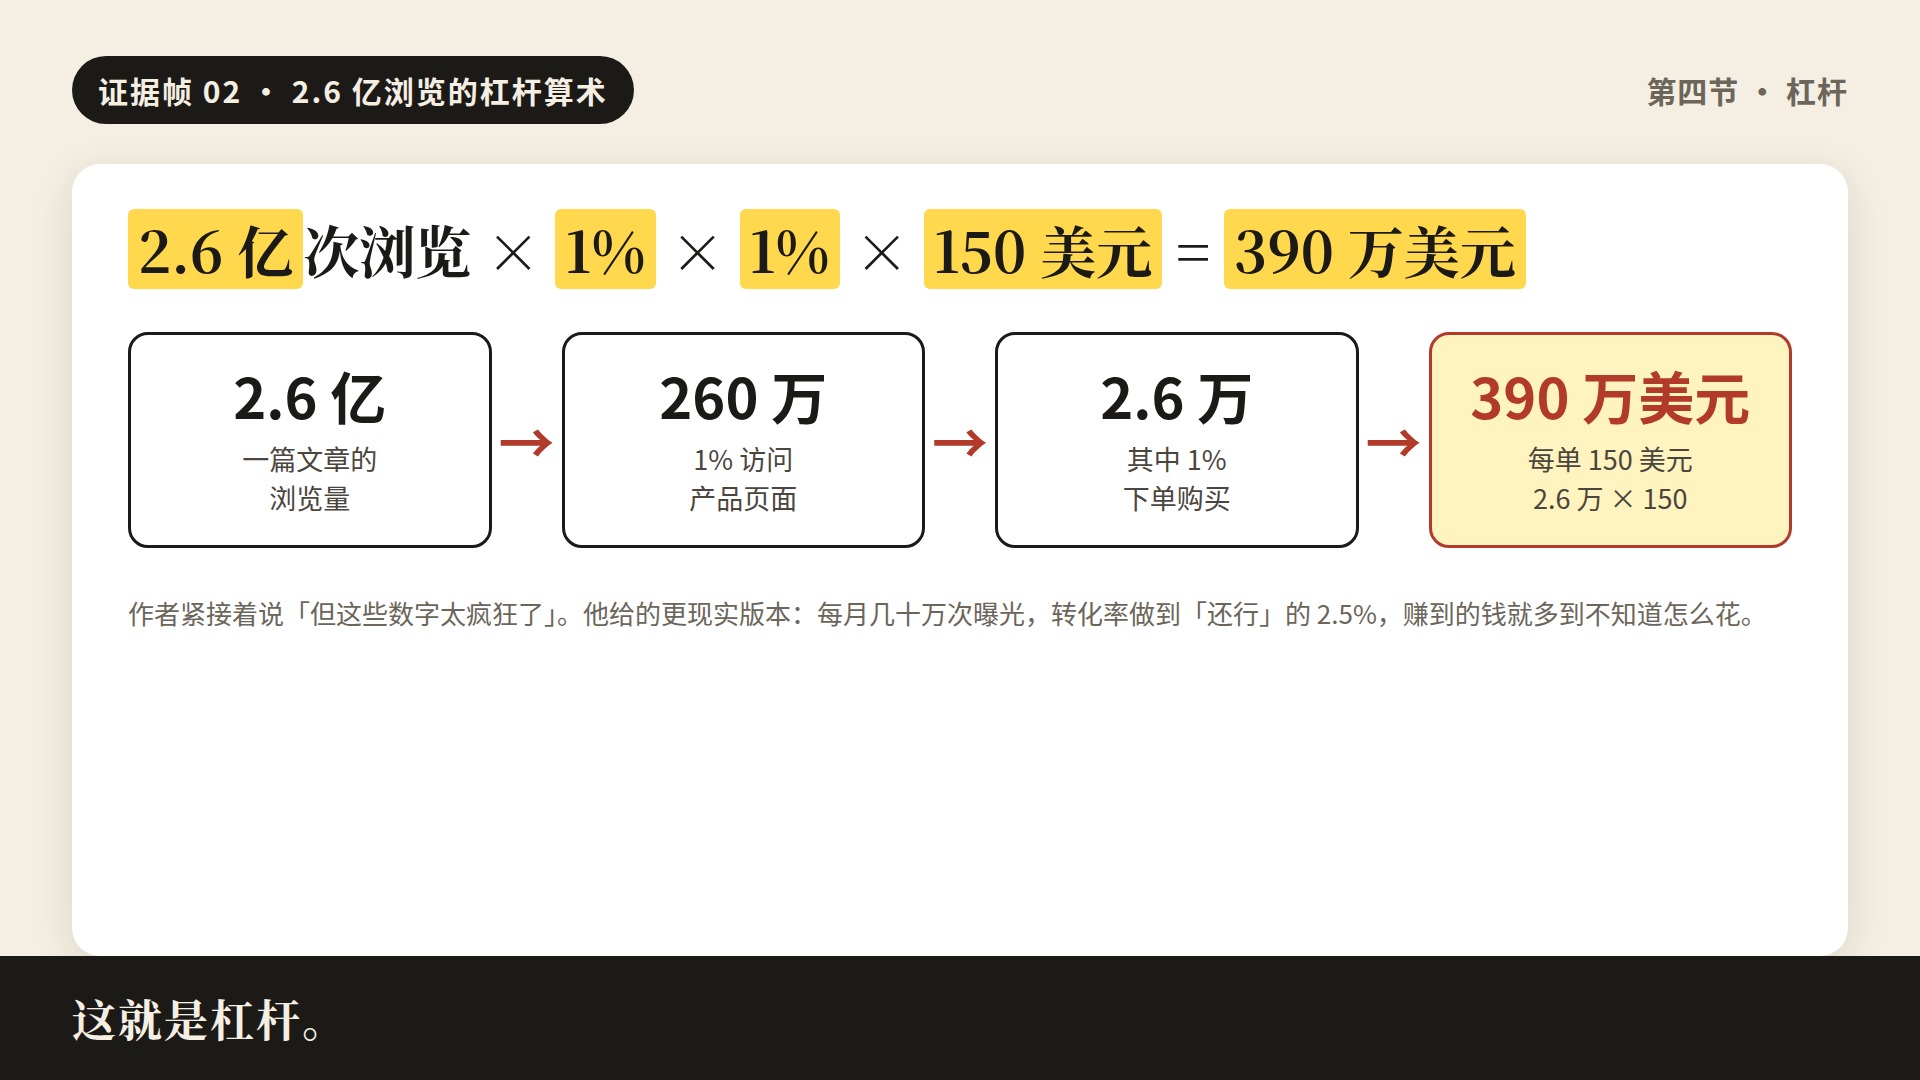 证据帧 02 · 2.6 亿浏览的杠杆算术
第四节 · 杠杆
2.6 亿次浏览 × 1% × 1% × 150 美元 = 390 万美元
2.6 亿
一篇文章的
浏览量
→
260 万
1% 访问
产品页面
→
2.6 万
其中 1%
下单购买
→
390 万美元
每单 150 美元
2.6 万 × 150
作者紧接着说「但这些数字太疯狂了」。他给的更现实版本：每月几十万次曝光，转化率做到「还行」的 2.5%，赚到的钱就多到不知道怎么花。
这就是杠杆。